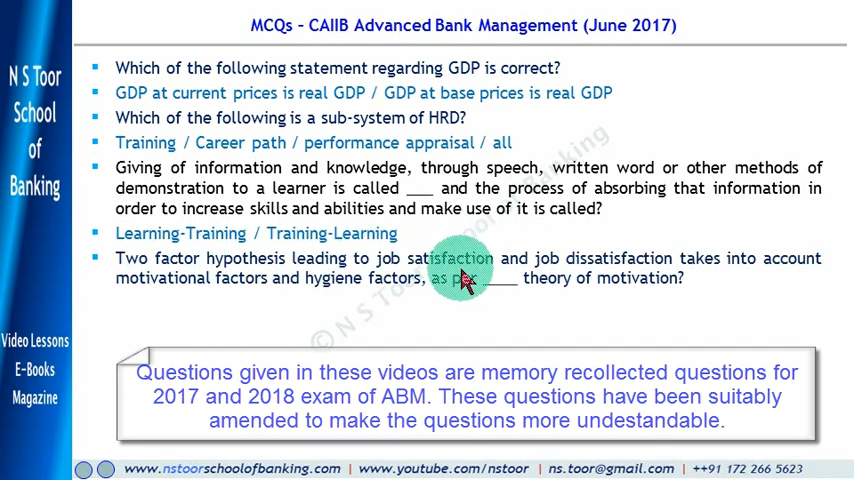 MCQs – CAIIB Advanced Bank Management (June 2017)
N S Toor
School
of
Banking
Which of the following statement regarding GDP is correct?
GDP at current prices is real GDP / GDP at base prices is real GDP
Which of the following is a sub-system of HRD?
Training / Career path / performance appraisal / all
Giving of information and knowledge, through speech, written word or other methods of
demonstration to a learner is called ___ and the process of absorbing that information in
order to increase skills and abilities and make use of it is called?
Learning-Training / Training-Learning
Two factor hypothesis leading to job satisfaction and job dissatisfaction takes into account
motivational factors and hygiene factors, as per ____ theory of motivation?
© N S Toor School of Banking
Video Lessons
E-Books
Magazine
Questions given in these videos are memory recollected questions for
2017 and 2018 exam of ABM. These questions have been suitably
amended to make the questions more undestandable.
www.nstoorschoolofbanking.com | www.youtube.com/nstoor | ns.toor@gmail.com | ++91 172 266 5623